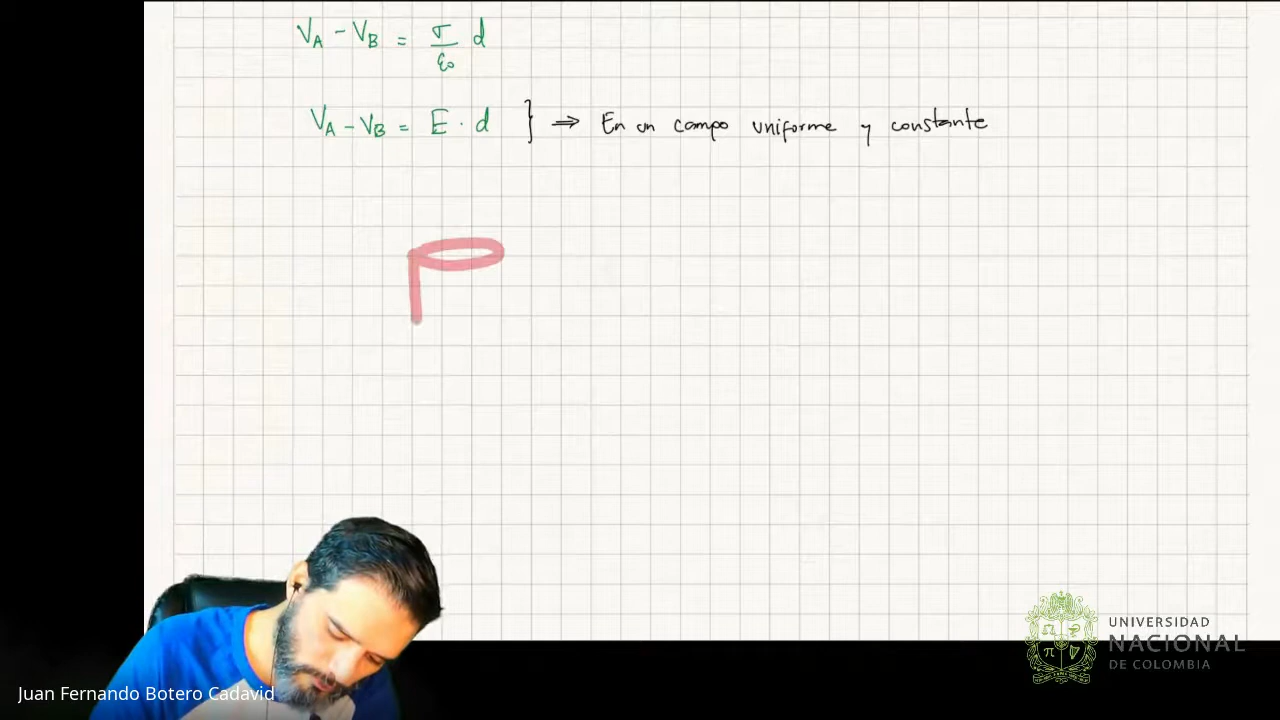 V_A - V_B = σ/ε₀ d
V_A - V_B = E · d } ⇒ En un campo uniforme y constante
UNIVERSIDAD
NACIONAL
DE COLOMBIA
Juan Fernando Botero Cadavid